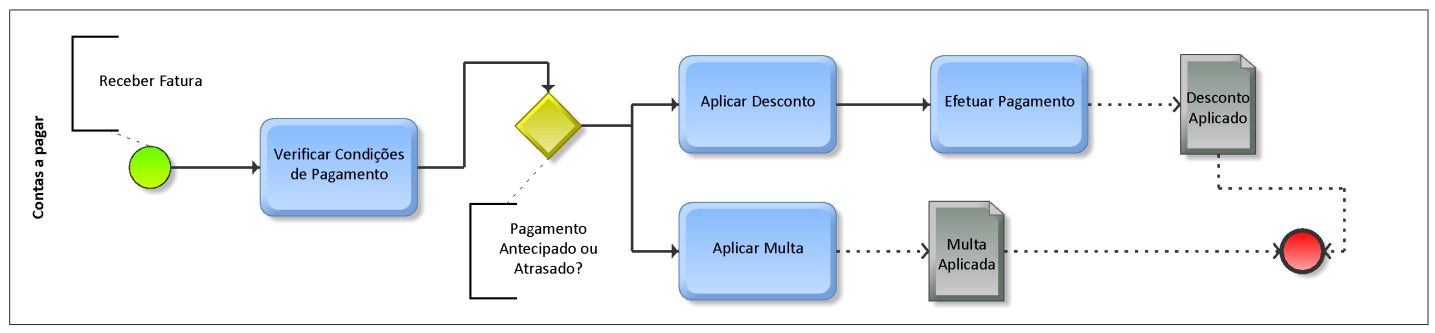 Contas a pagar
Receber Fatura
Verificar Condições
de Pagamento
Pagamento
Antecipado ou
Atrasado?
Aplicar Desconto
Efetuar Pagamento
Desconto
Aplicado
Aplicar Multa
Multa
Aplicada